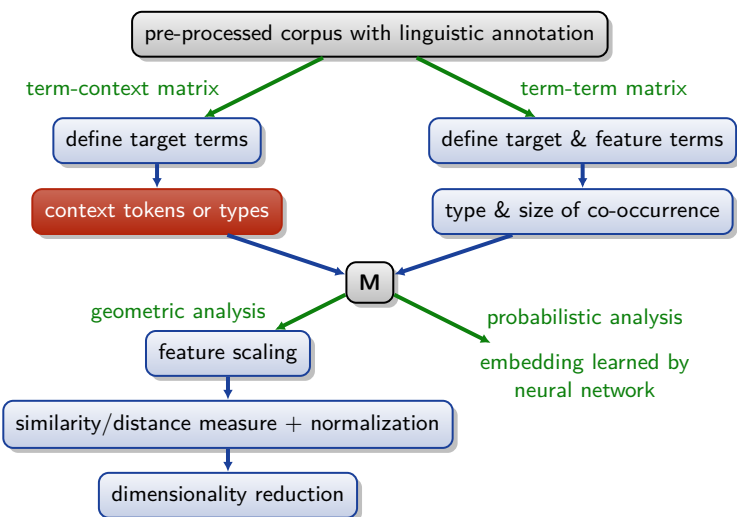 pre-processed corpus with linguistic annotation
term-context matrix
term-term matrix
define target terms
define target & feature terms
context tokens or types
type & size of co-occurrence
M
geometric analysis
probabilistic analysis
feature scaling
embedding learned by
neural network
similarity/distance measure + normalization
dimensionality reduction